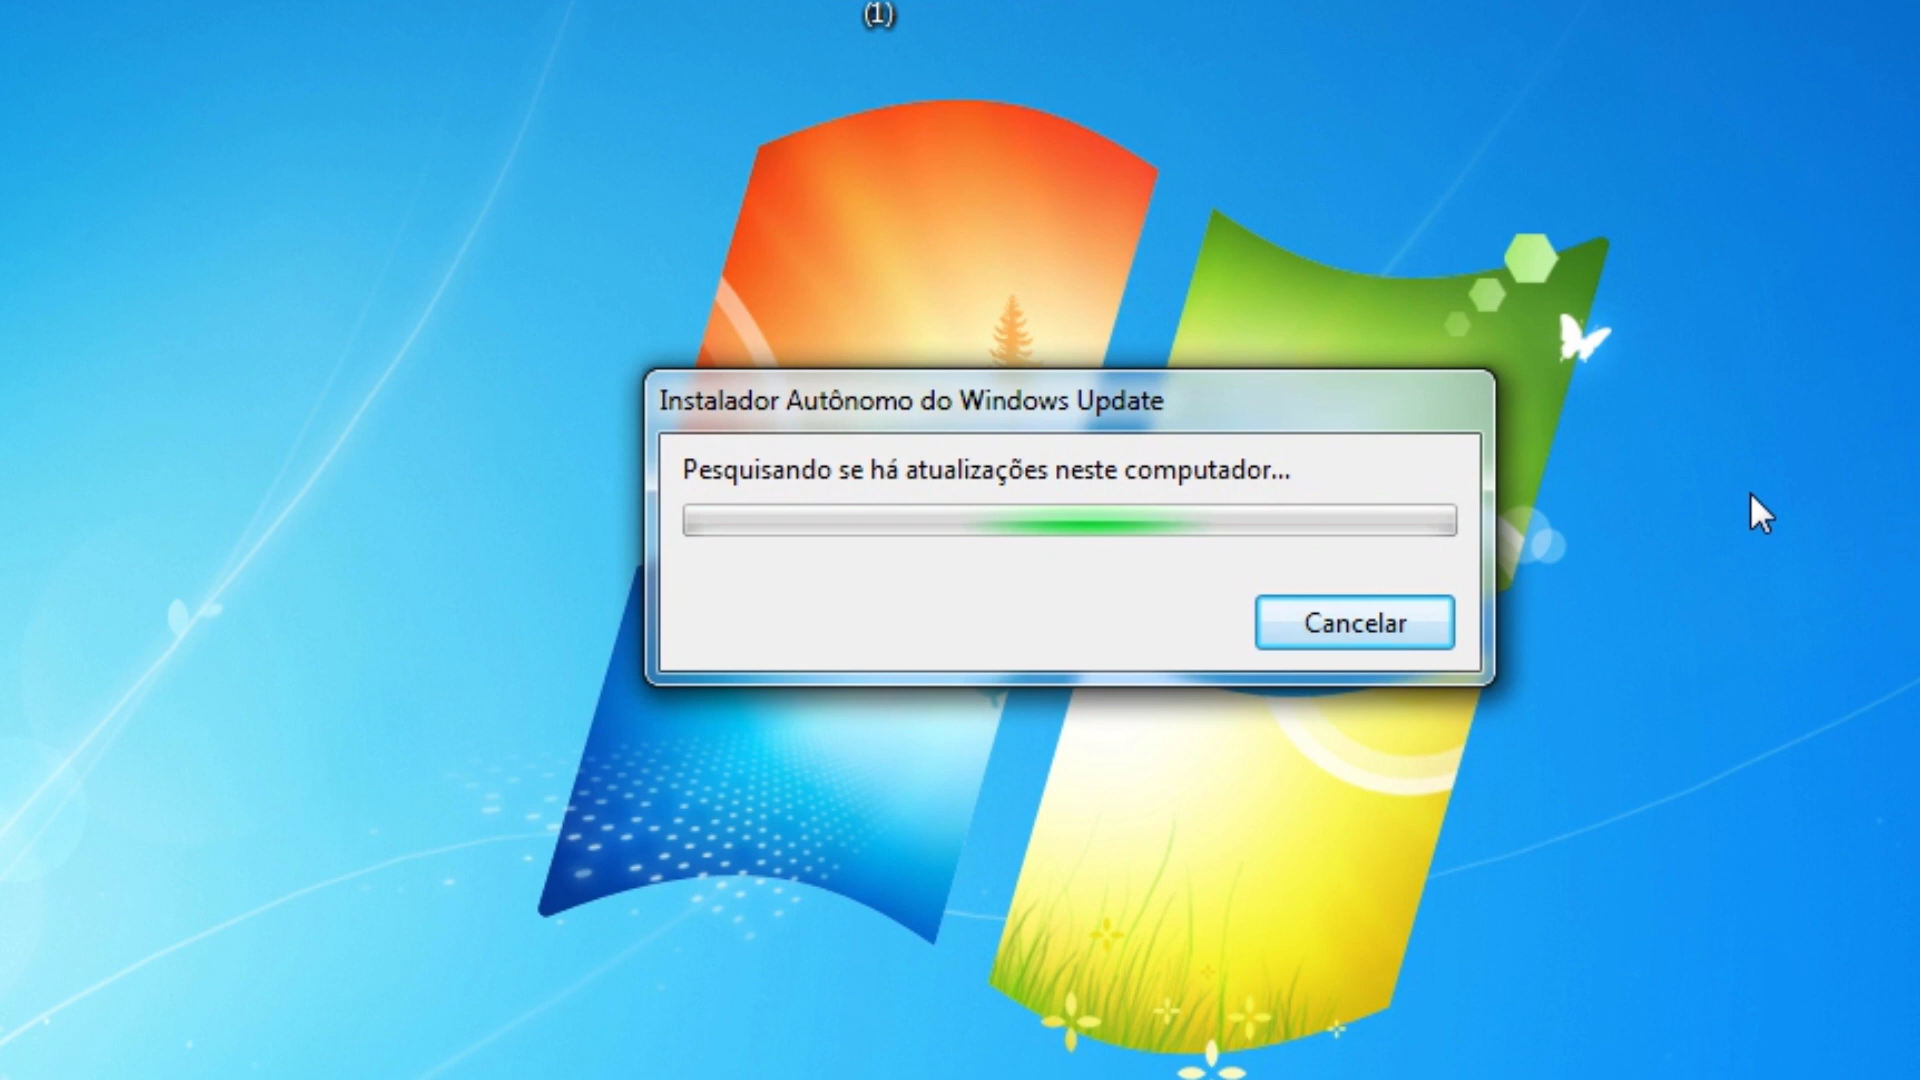 (1)
Instalador Autônomo do Windows Update
Pesquisando se há atualizações neste computador...
Cancelar